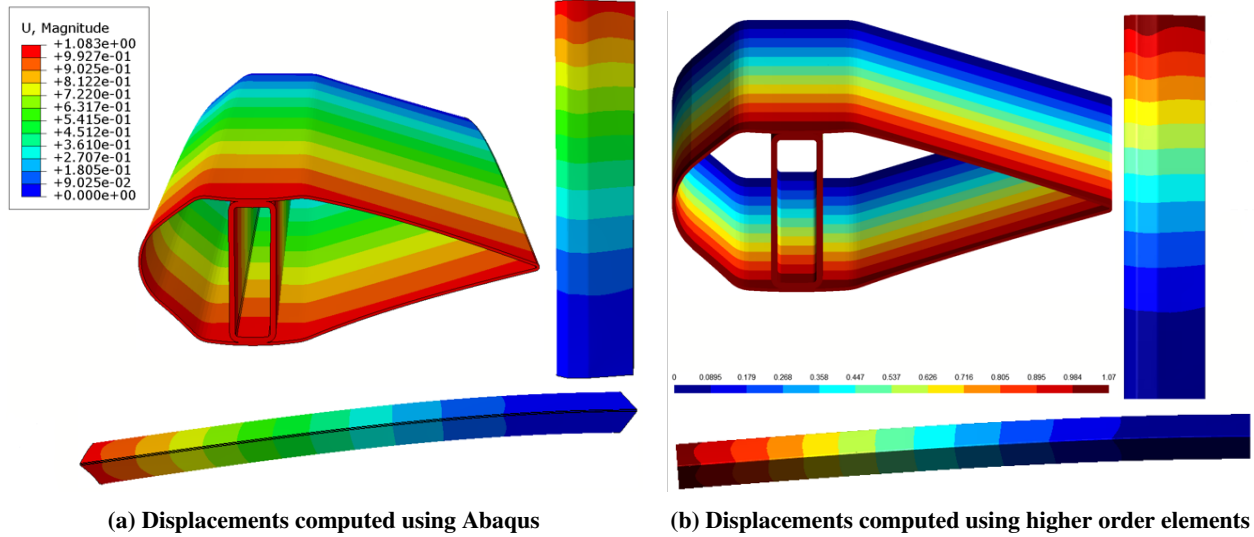 U, Magnitude
+1.083e+00
+9.927e-01
+9.025e-01
+8.122e-01
+7.220e-01
+6.317e-01
+5.415e-01
+4.512e-01
+3.610e-01
+2.707e-01
+1.805e-01
+9.025e-02
+0.000e+00
0 0.0895 0.179 0.268 0.358 0.447 0.537 0.626 0.716 0.805 0.895 0.984 1.07
(a) Displacements computed using Abaqus
(b) Displacements computed using higher order elements